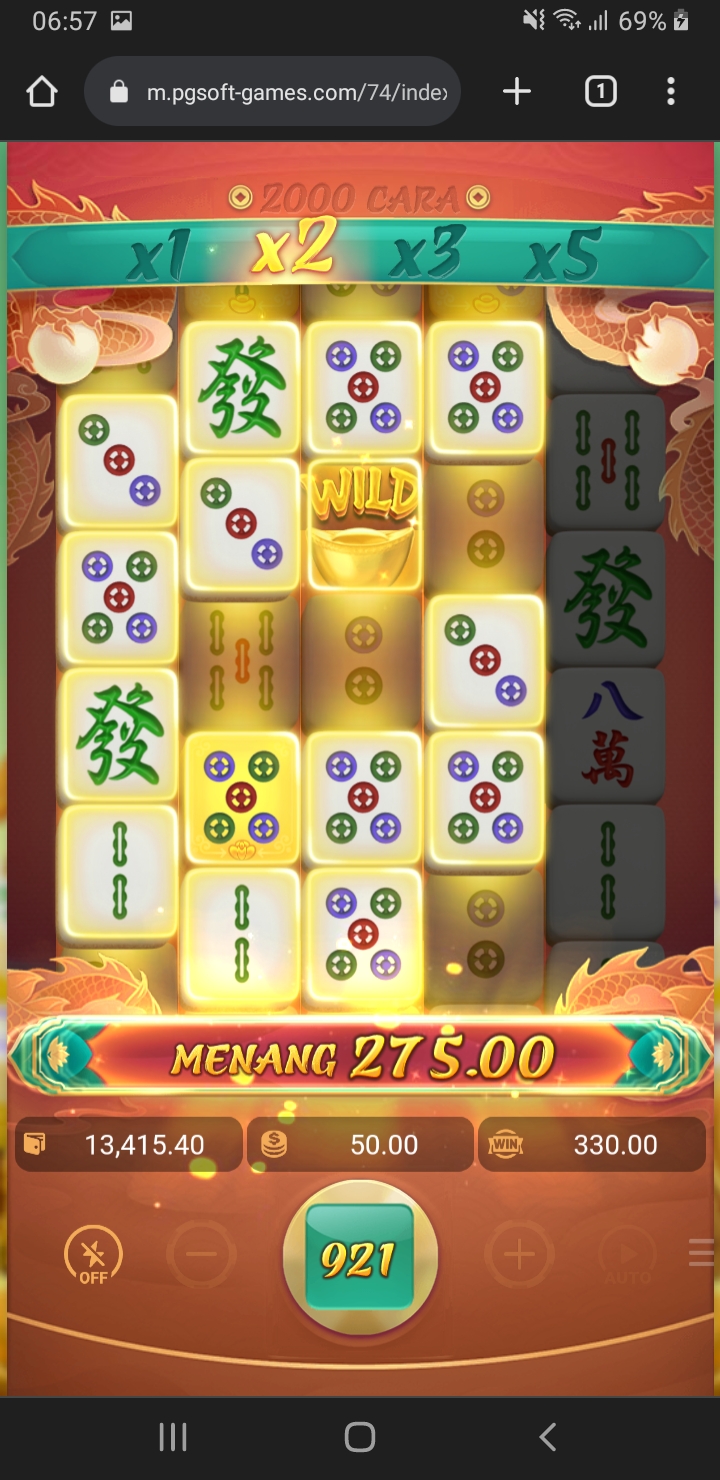 06:57 69%
m.pgsoft-games.com/74/index
1
2000 CARA
x1 x2 x3 x5
發
WILD
發
發
八
萬
MENANG 275.00
13,415.40 50.00 WIN 330.00
OFF 921 AUTO